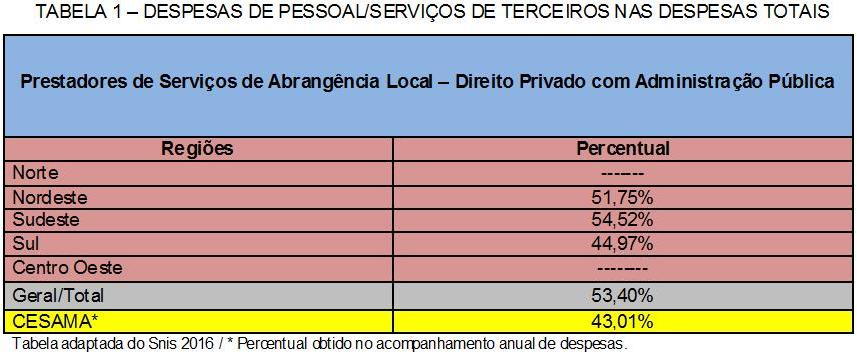 TABELA 1 – DESPESAS DE PESSOAL/SERVIÇOS DE TERCEIROS NAS DESPESAS TOTAIS
Prestadores de Serviços de Abrangência Local – Direito Privado com Administração Pública
Regiões Percentual
Norte -------
Nordeste 51,75%
Sudeste 54,52%
Sul 44,97%
Centro Oeste --------
Geral/Total 53,40%
CESAMA* 43,01%
Tabela adaptada do Snis 2016 / * Percentual obtido no acompanhamento anual de despesas.